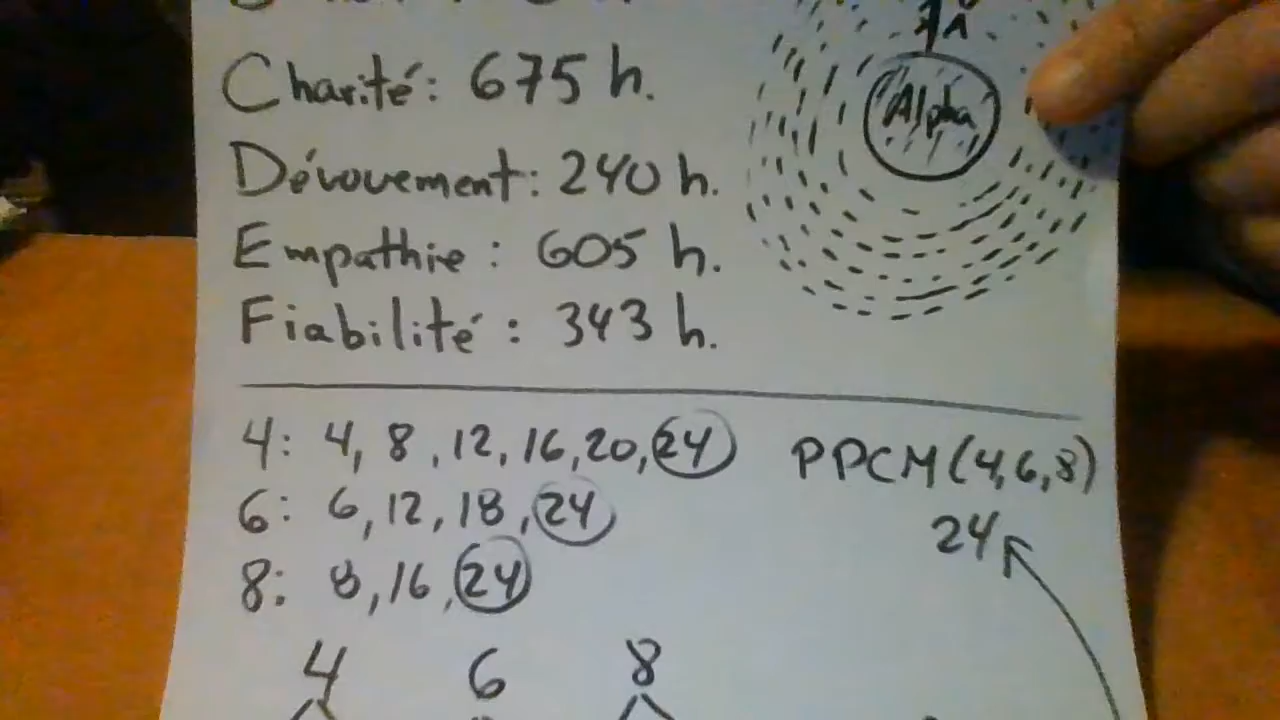 A
Alpha
Charité: 675 h.
Dévouement: 240 h.
Empathie: 605 h.
Fiabilité: 343 h.
4: 4, 8, 12, 16, 20, 24
6: 6, 12, 18, 24
8: 8, 16, 24
PPCM(4,6,8)
24
4 6 8